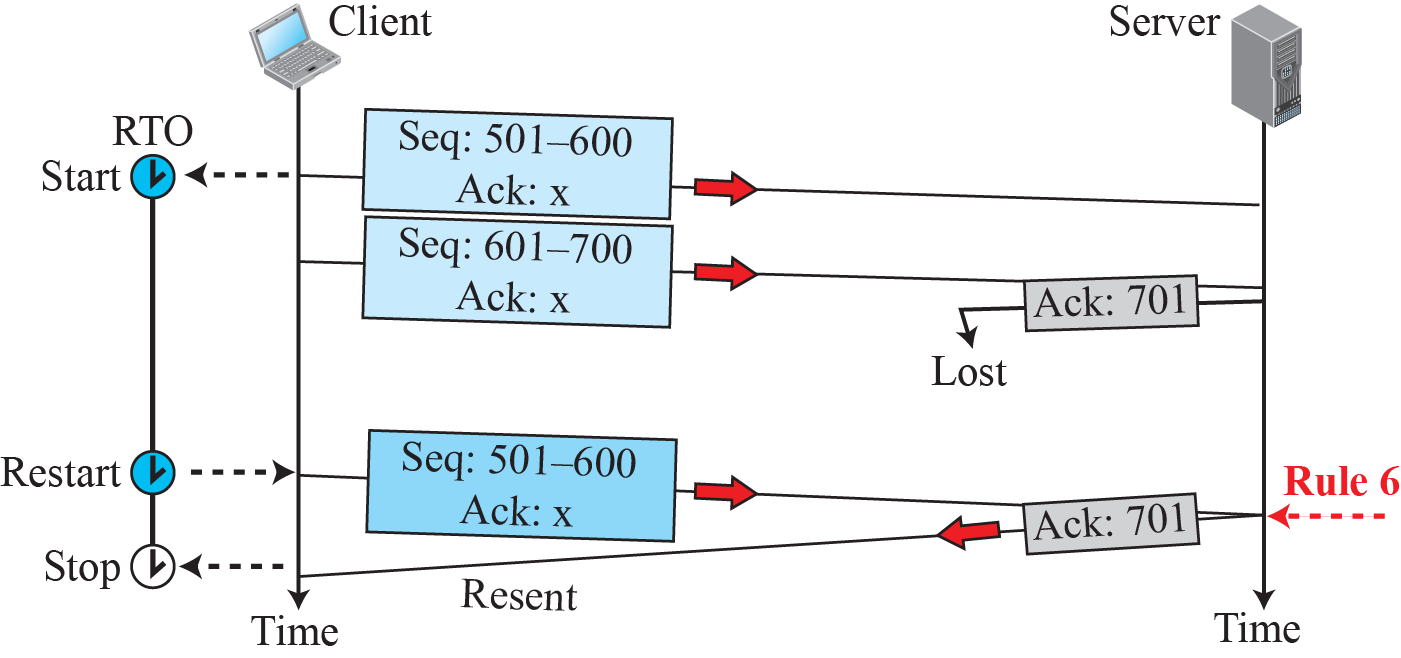 Client
Server
RTO
Start
Seq: 501–600
Ack: x
Seq: 601–700
Ack: x
Ack: 701
Lost
Restart
Seq: 501–600
Ack: x
Rule 6
Ack: 701
Stop
Resent
Time
Time